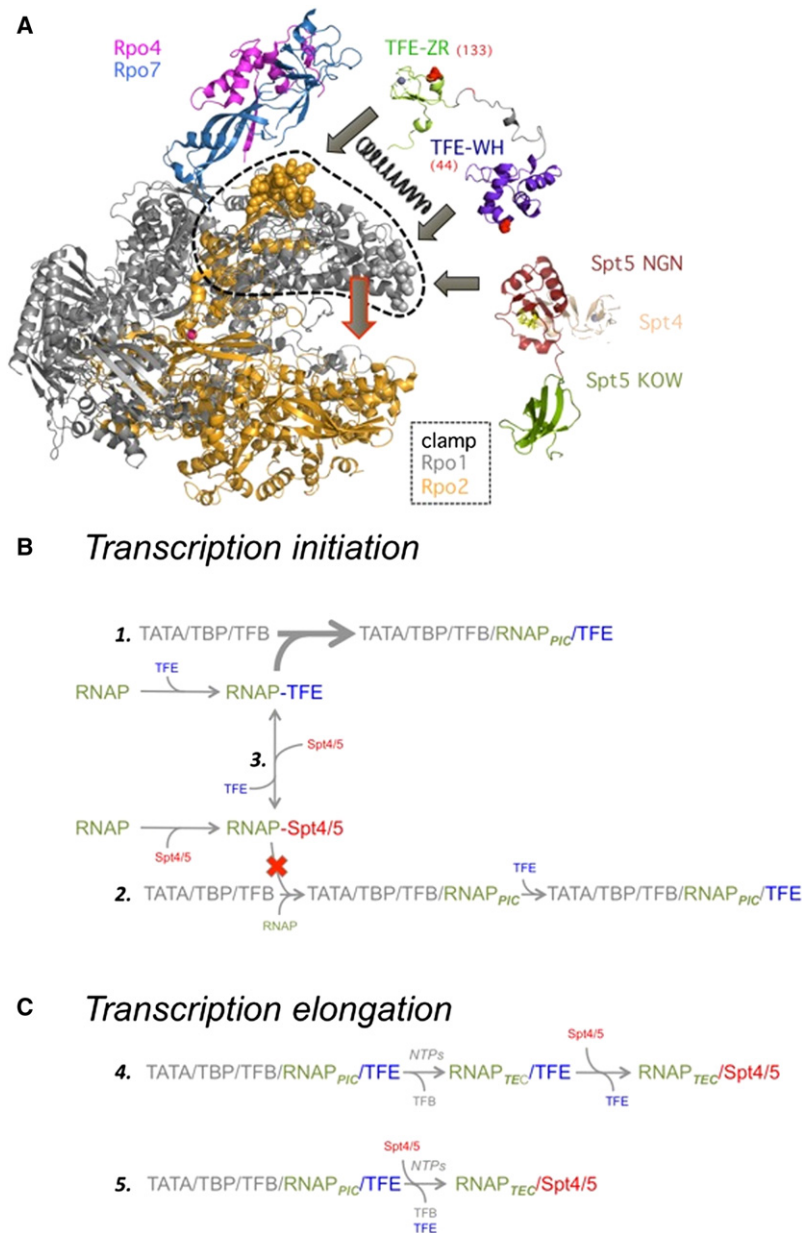 A
Rpo4
Rpo7
TFE-ZR (133)
TFE-WH
(44)
Spt5 NGN
Spt4
Spt5 KOW
clamp
Rpo1
Rpo2
B Transcription initiation
1. TATA/TBP/TFB TATA/TBP/TFB/RNAPPIC/TFE
TFE
RNAP RNAP-TFE
Spt4/5
3.
TFE
RNAP RNAP-Spt4/5
Spt4/5
TFE
2. TATA/TBP/TFB TATA/TBP/TFB/RNAPPIC TATA/TBP/TFB/RNAPPIC/TFE
RNAP
C Transcription elongation
Spt4/5
NTPs
4. TATA/TBP/TFB/RNAPPIC/TFE RNAPTEC/TFE RNAPTEC/Spt4/5
TFB TFE
Spt4/5
NTPs
5. TATA/TBP/TFB/RNAPPIC/TFE RNAPTEC/Spt4/5
TFB
TFE